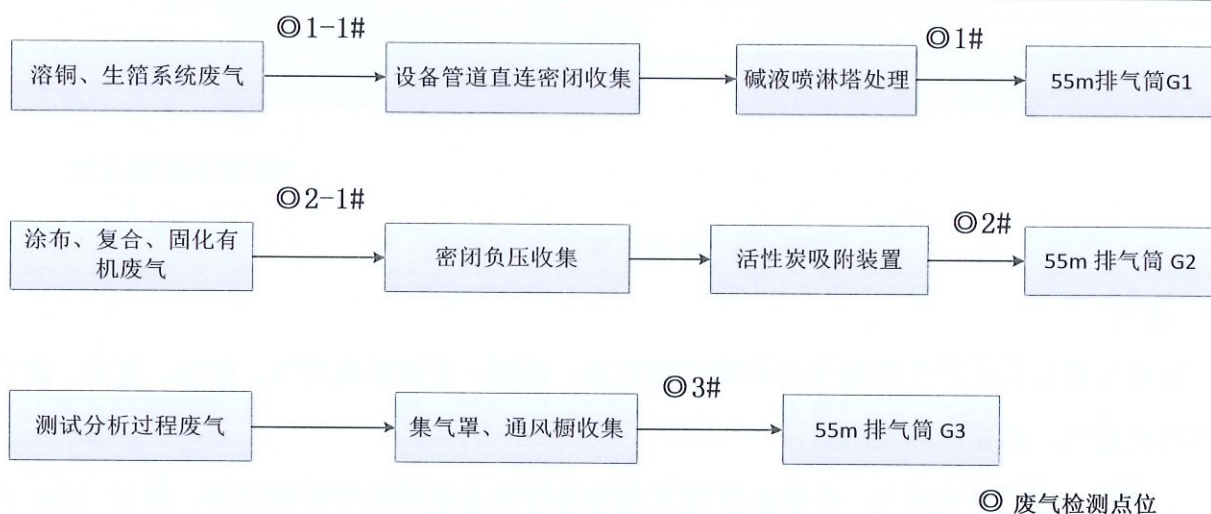 ◎1-1#
◎1#
溶铜、生箔系统废气
设备管道直连密闭收集
碱液喷淋塔处理
55m排气筒G1
◎2-1#
◎2#
涂布、复合、固化有
机废气
密闭负压收集
活性炭吸附装置
55m 排气筒 G2
◎3#
测试分析过程废气
集气罩、通风橱收集
55m 排气筒 G3
◎ 废气检测点位